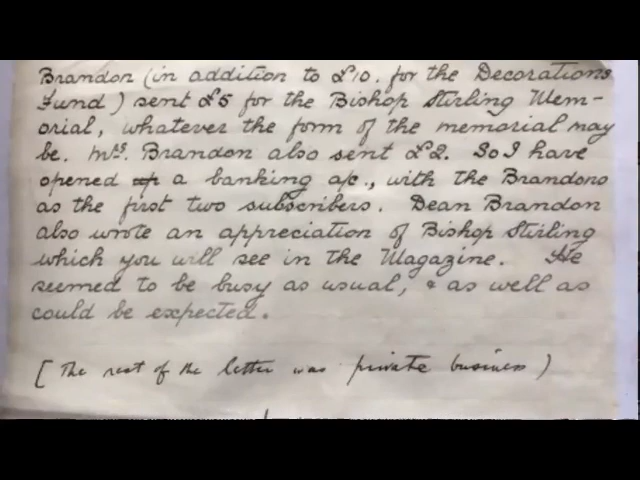 Brandon (in addition to £10. for the Decorations
Fund) sent £5 for the Bishop Stirling Mem-
orial, whatever the form of the memorial may
be. Mrs. Brandon also sent £2. So I have
opened up a banking a/c., with the Brandons
as the first two subscribers. Dean Brandon
also wrote an appreciation of Bishop Stirling
which you will see in the Magazine. He
seemed to be busy as usual, & as well as
could be expected.
[The rest of the letter was private business)